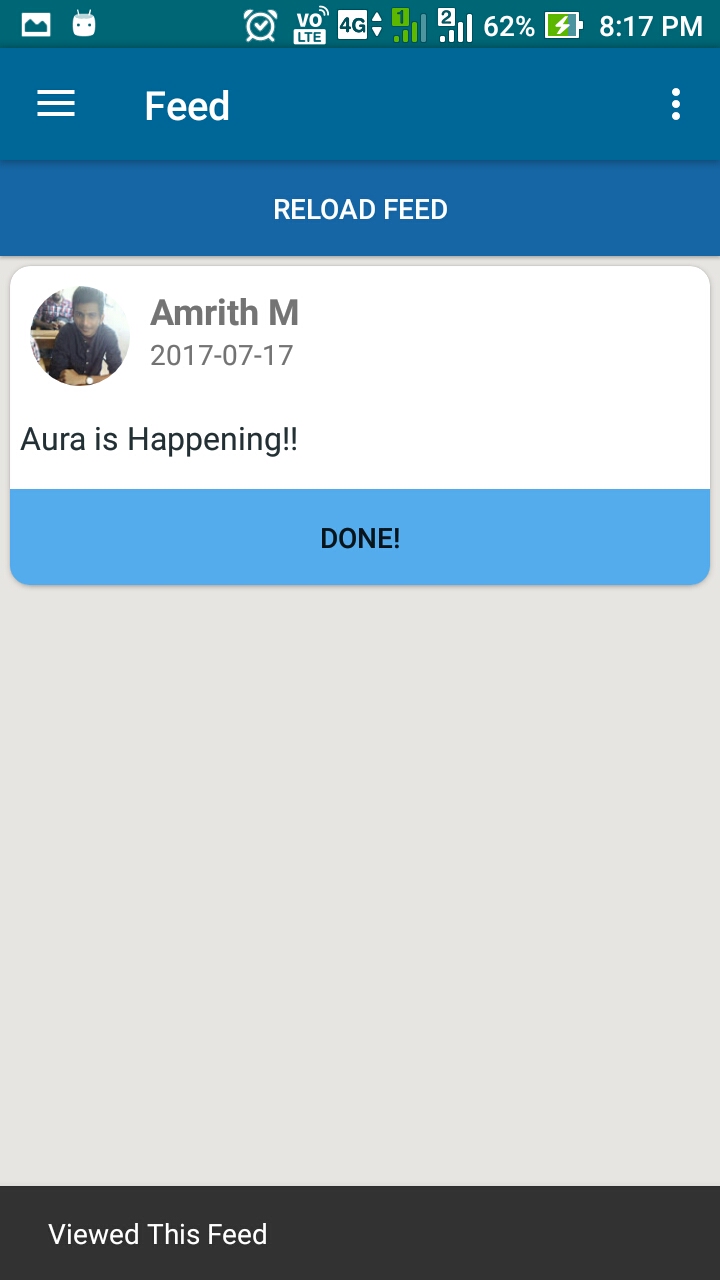 VO LTE 4G 1 2 62% 8:17 PM
Feed
RELOAD FEED
Amrith M
2017-07-17
Aura is Happening!!
DONE!
Viewed This Feed